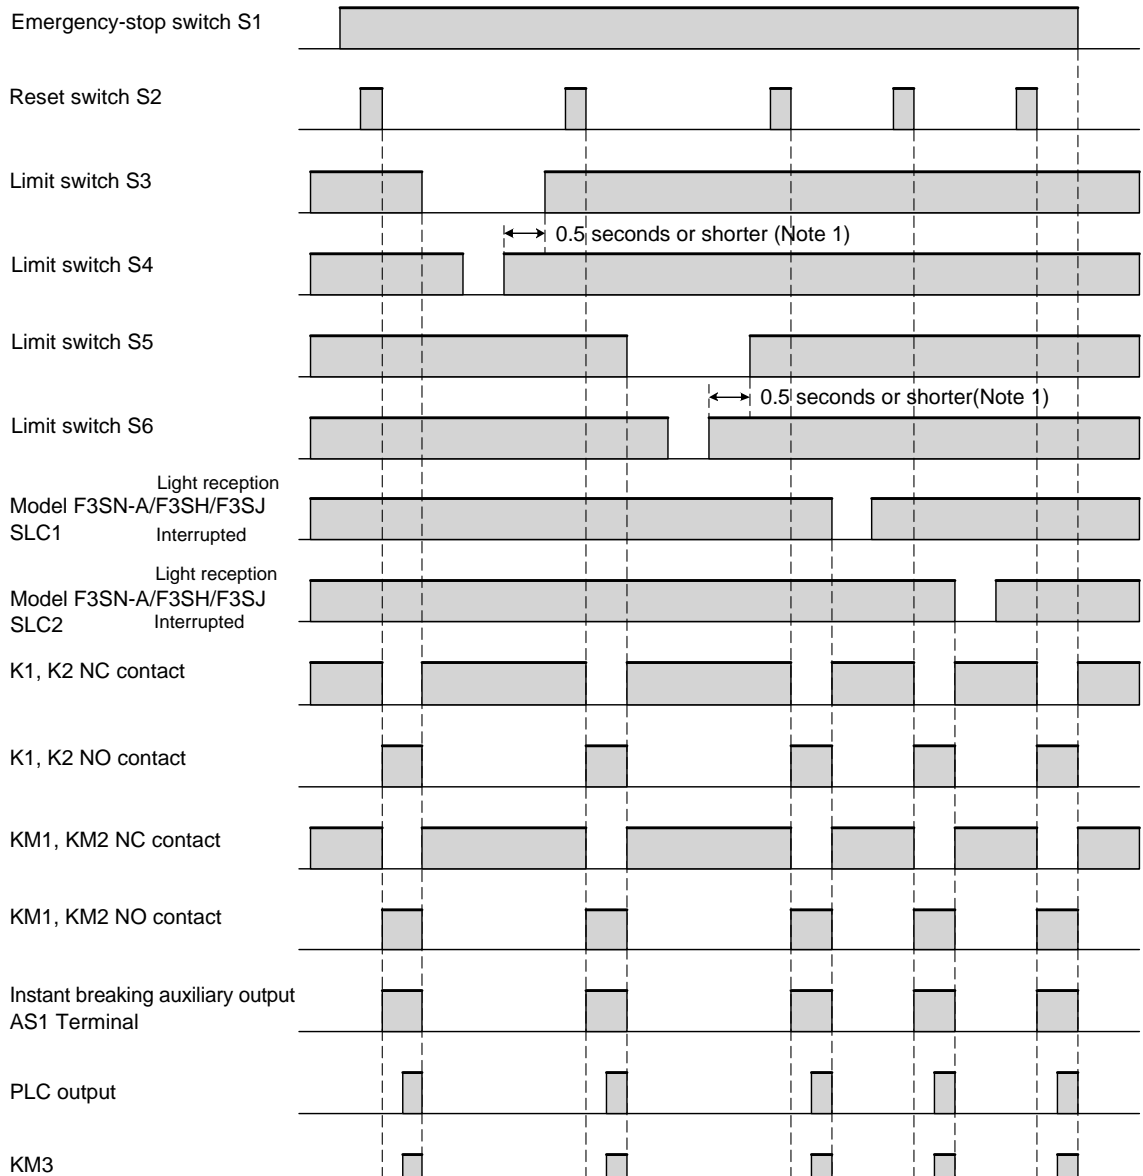 Emergency-stop switch S1
Reset switch S2
Limit switch S3
0.5 seconds or shorter (Note 1)
Limit switch S4
Limit switch S5
0.5 seconds or shorter(Note 1)
Limit switch S6
Light reception
Model F3SN-A/F3SH/F3SJ
SLC1 Interrupted
Light reception
Model F3SN-A/F3SH/F3SJ
SLC2 Interrupted
K1, K2 NC contact
K1, K2 NO contact
KM1, KM2 NC contact
KM1, KM2 NO contact
Instant breaking auxiliary output
AS1 Terminal
PLC output
KM3